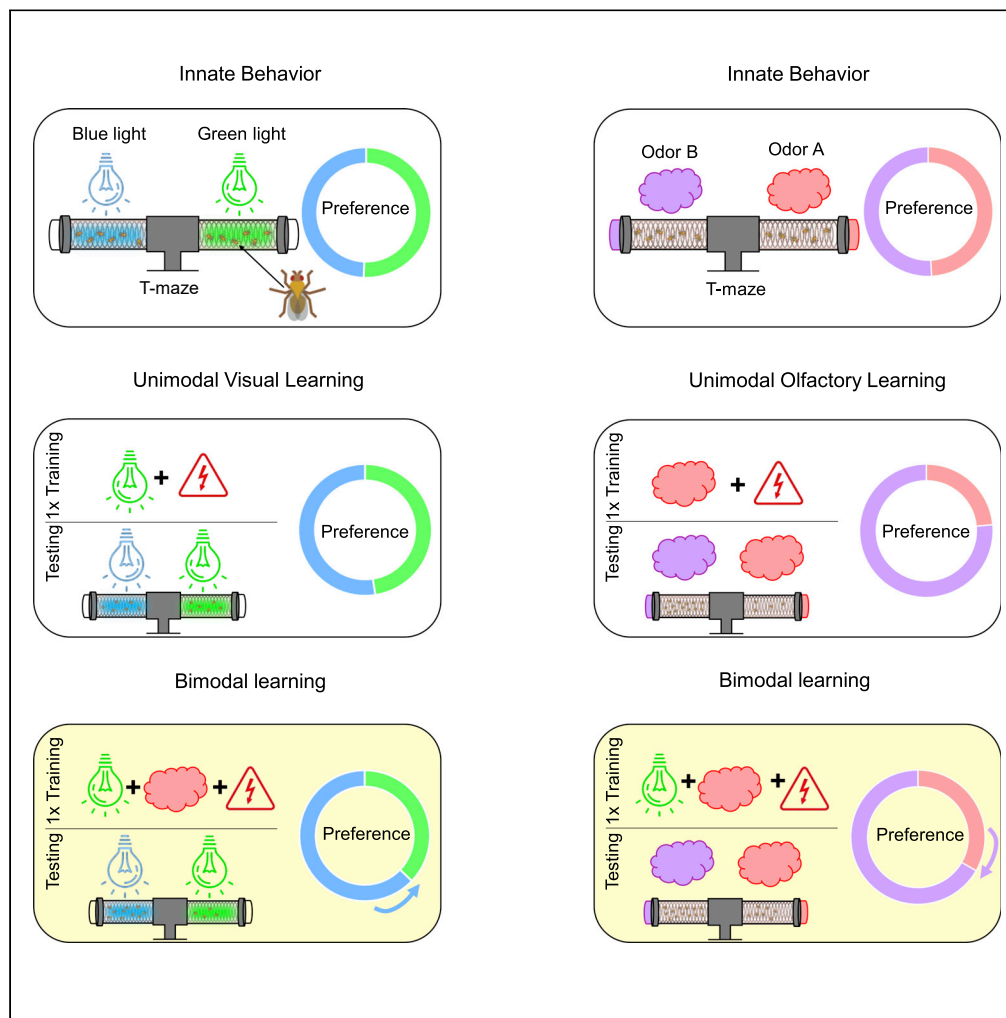 Innate Behavior
Blue light
Green light
Preference
T-maze
Innate Behavior
Odor B
Odor A
Preference
T-maze
Unimodal Visual Learning
1x Training
+
Testing
Preference
Unimodal Olfactory Learning
1x Training
+
Testing
Preference
Bimodal learning
1x Training
+
+
Testing
Preference
Bimodal learning
1x Training
+
+
Testing
Preference